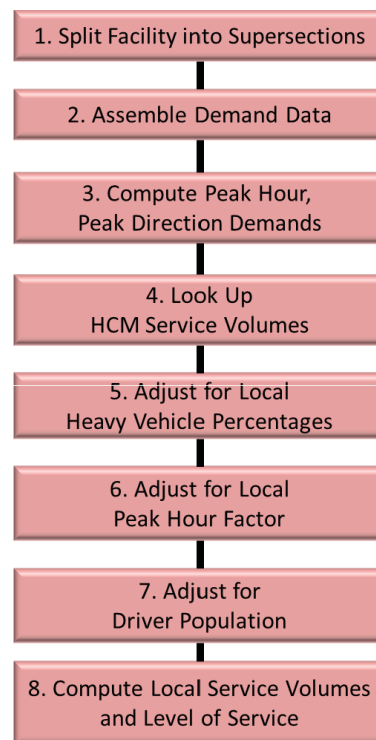 1. Split Facility into Supersections
2. Assemble Demand Data
3. Compute Peak Hour,
Peak Direction Demands
4. Look Up
HCM Service Volumes
5. Adjust for Local
Heavy Vehicle Percentages
6. Adjust for Local
Peak Hour Factor
7. Adjust for
Driver Population
8. Compute Local Service Volumes
and Level of Service